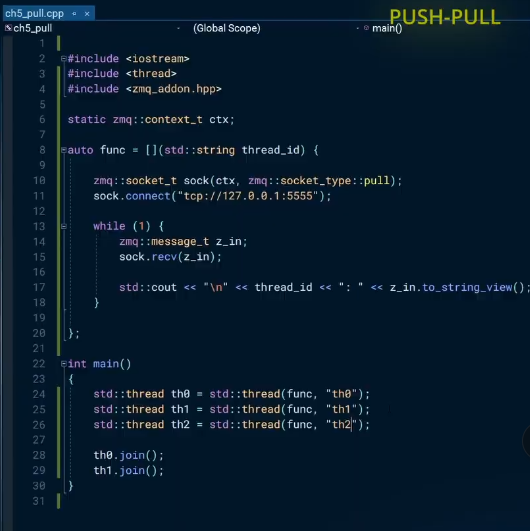 ch5_pull.cpp
PUSH-PULL
ch5_pull (Global Scope) main()
1
2 #include <iostream>
3 #include <thread>
4 #include <zmq_addon.hpp>
5
6 static zmq::context_t ctx;
7
8 auto func = [](std::string thread_id) {
9
10 zmq::socket_t sock(ctx, zmq::socket_type::pull);
11 sock.connect("tcp://127.0.0.1:5555");
12
13 while (1) {
14 zmq::message_t z_in;
15 sock.recv(z_in);
16
17 std::cout << "\n" << thread_id << ": " << z_in.to_string_view();
18 }
19
20 };
21
22 int main()
23 {
24 std::thread th0 = std::thread(func, "th0");
25 std::thread th1 = std::thread(func, "th1");
26 std::thread th2 = std::thread(func, "th2");
28 th0.join();
29 th1.join();
30 }
31